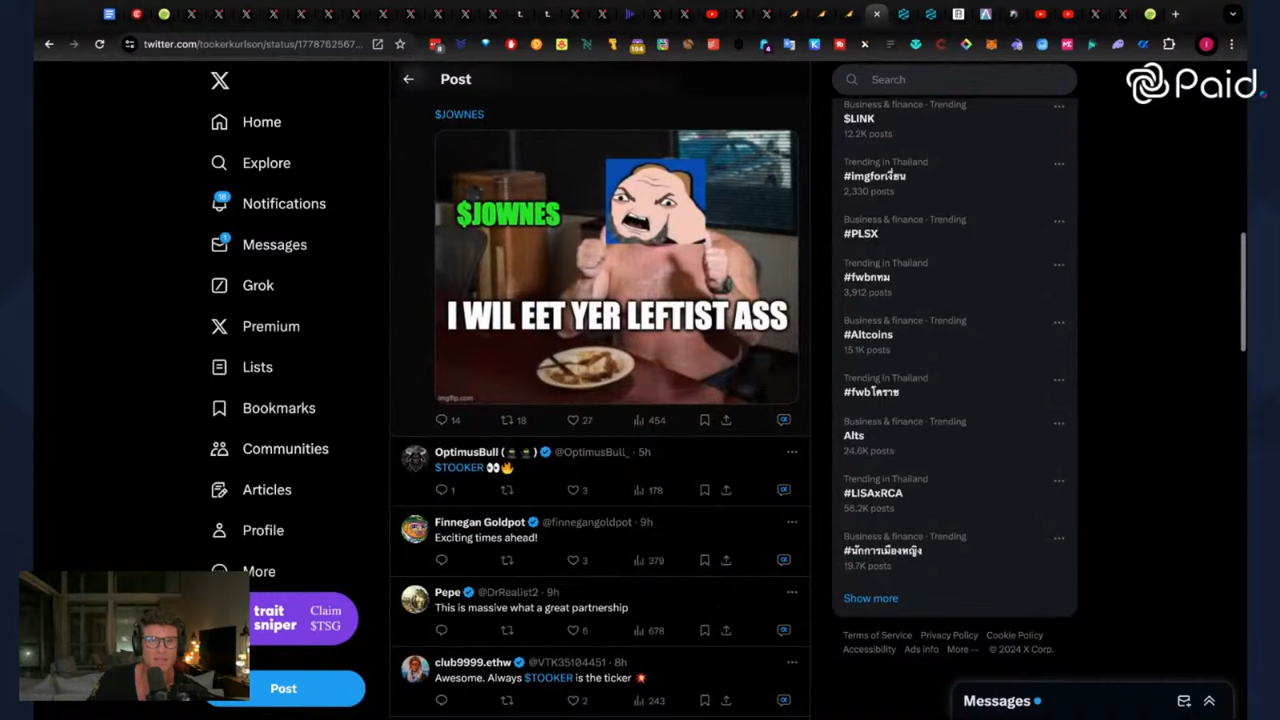 twitter.com/tookerkurlson/status/1778762567...
8
104
Paid.
Home
Explore
18
Notifications
1
Messages
Grok
Premium
Lists
Bookmarks
Communities
Articles
Profile
More
trait
sniper
Claim
$TSG
Post
Post
$JOWNES
$JOWNES
I WIL EET YER LEFTIST ASS
imgflip.com
14 18 27 454
OptimusBull ( ) @OptimusBull_ · 5h
$TOOKER 👀🔥
1 3 178
Finnegan Goldpot @finnegangoldpot · 9h
Exciting times ahead!
3 379
Pepe @DrRealist2 · 9h
This is massive what a great partnership
6 678
club9999.ethw @VTK35104451 · 8h
Awesome. Always $TOOKER is the ticker 💥
2 243
Search
Business & finance · Trending
$LINK
12.2K posts
Trending in Thailand
#imgforเงี่ยน
2,330 posts
Business & finance · Trending
#PLSX
Trending in Thailand
#fwbกทม
3,912 posts
Business & finance · Trending
#Altcoins
15.1K posts
Trending in Thailand
#fwbโคราช
Business & finance · Trending
Alts
24.6K posts
Trending in Thailand
#LISAxRCA
56.2K posts
Business & finance · Trending
#นักการเมืองหญิง
19.7K posts
Show more
Terms of Service Privacy Policy Cookie Policy
Accessibility Ads info More ··· © 2024 X Corp.
Messages